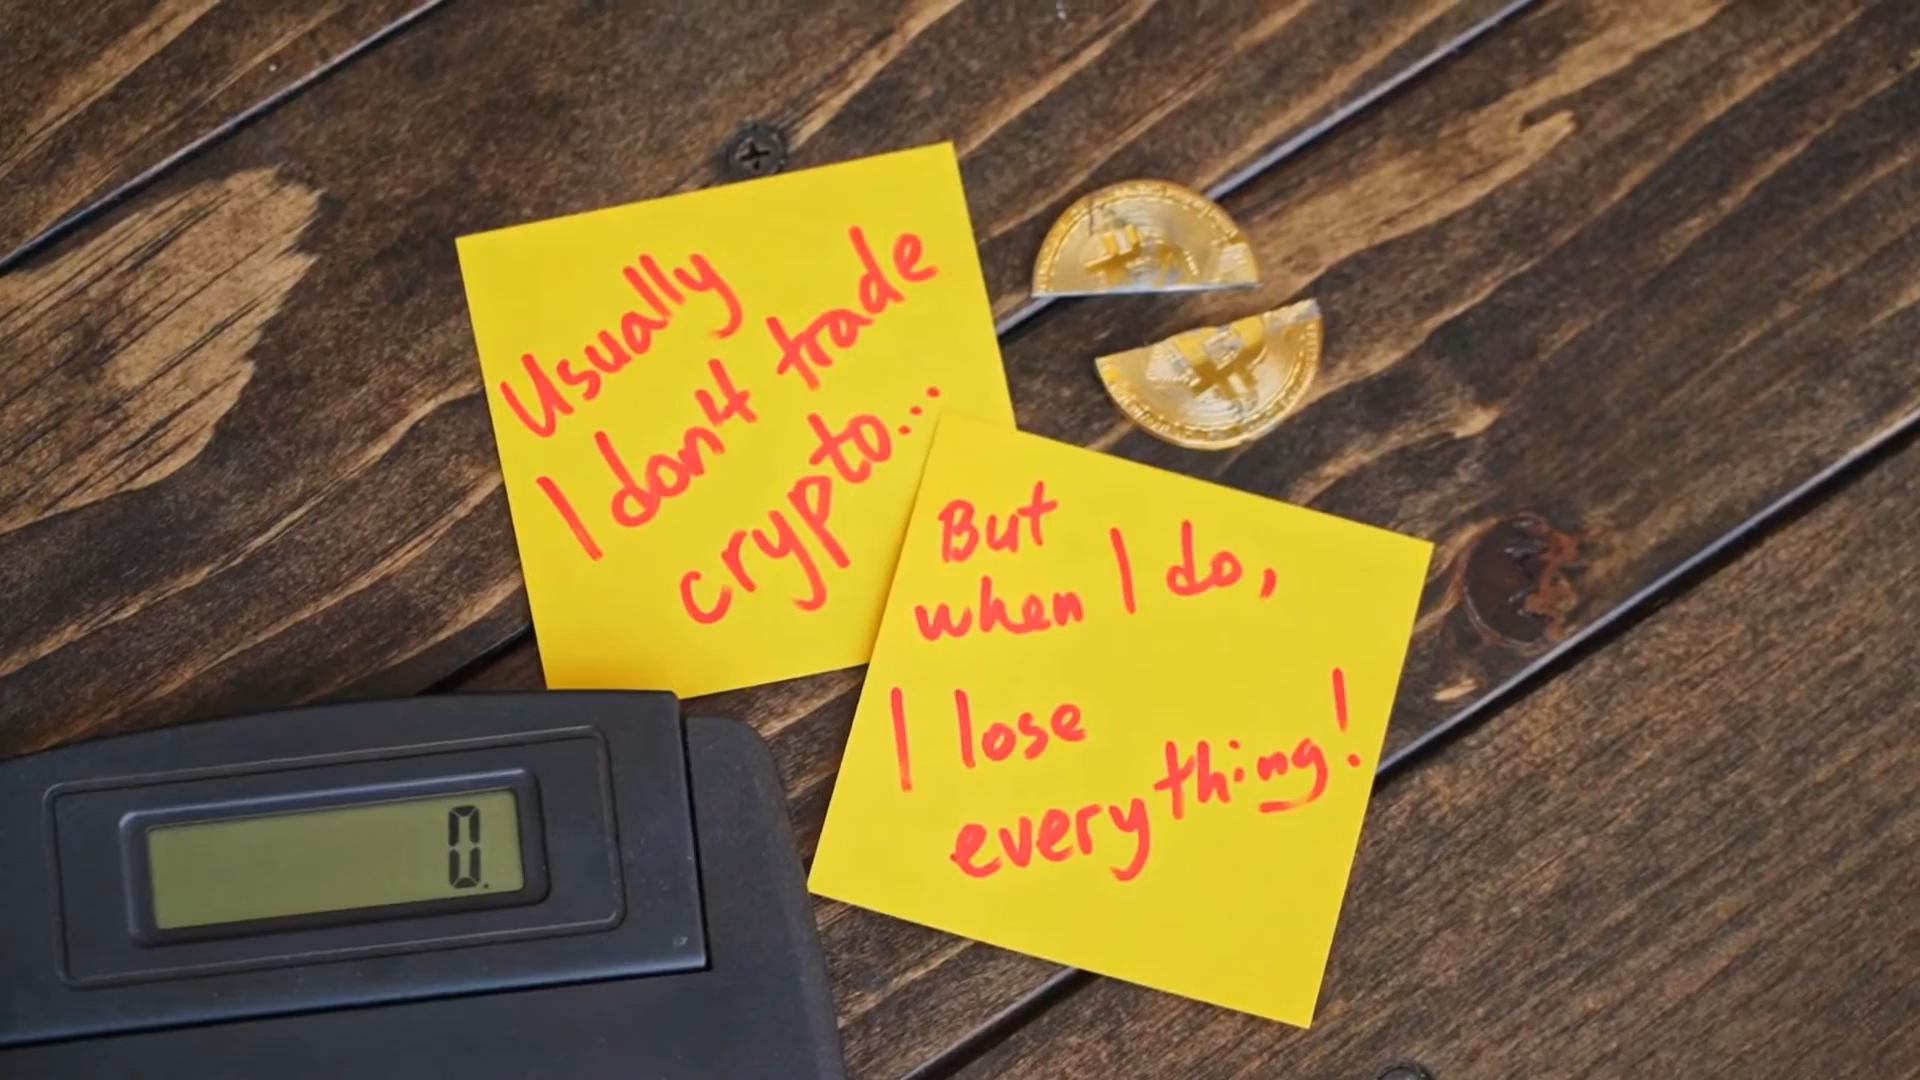 Usually
I don't trade
crypto...
But
when I do,
I lose
everything!
0.